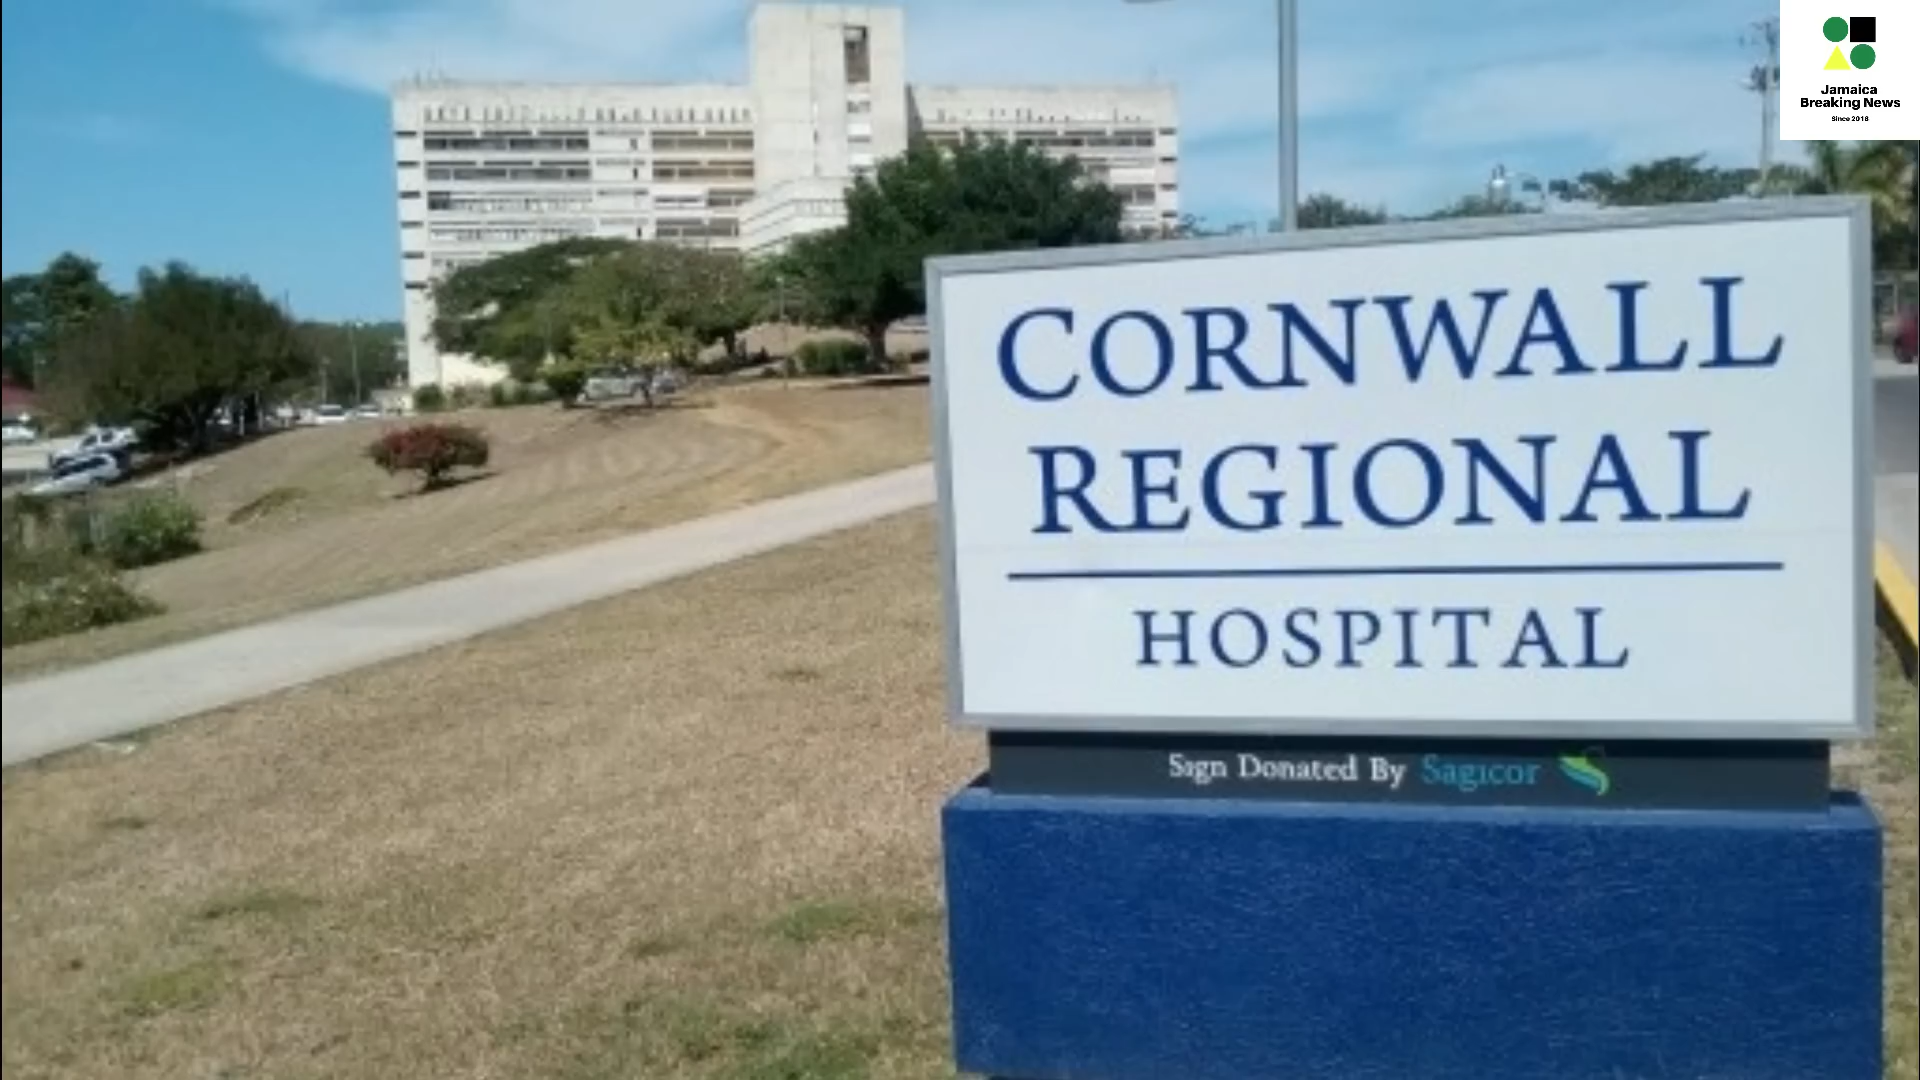 Jamaica
Breaking News
Since 2018
CORNWALL
REGIONAL
HOSPITAL
Sign Donated By Sagicor